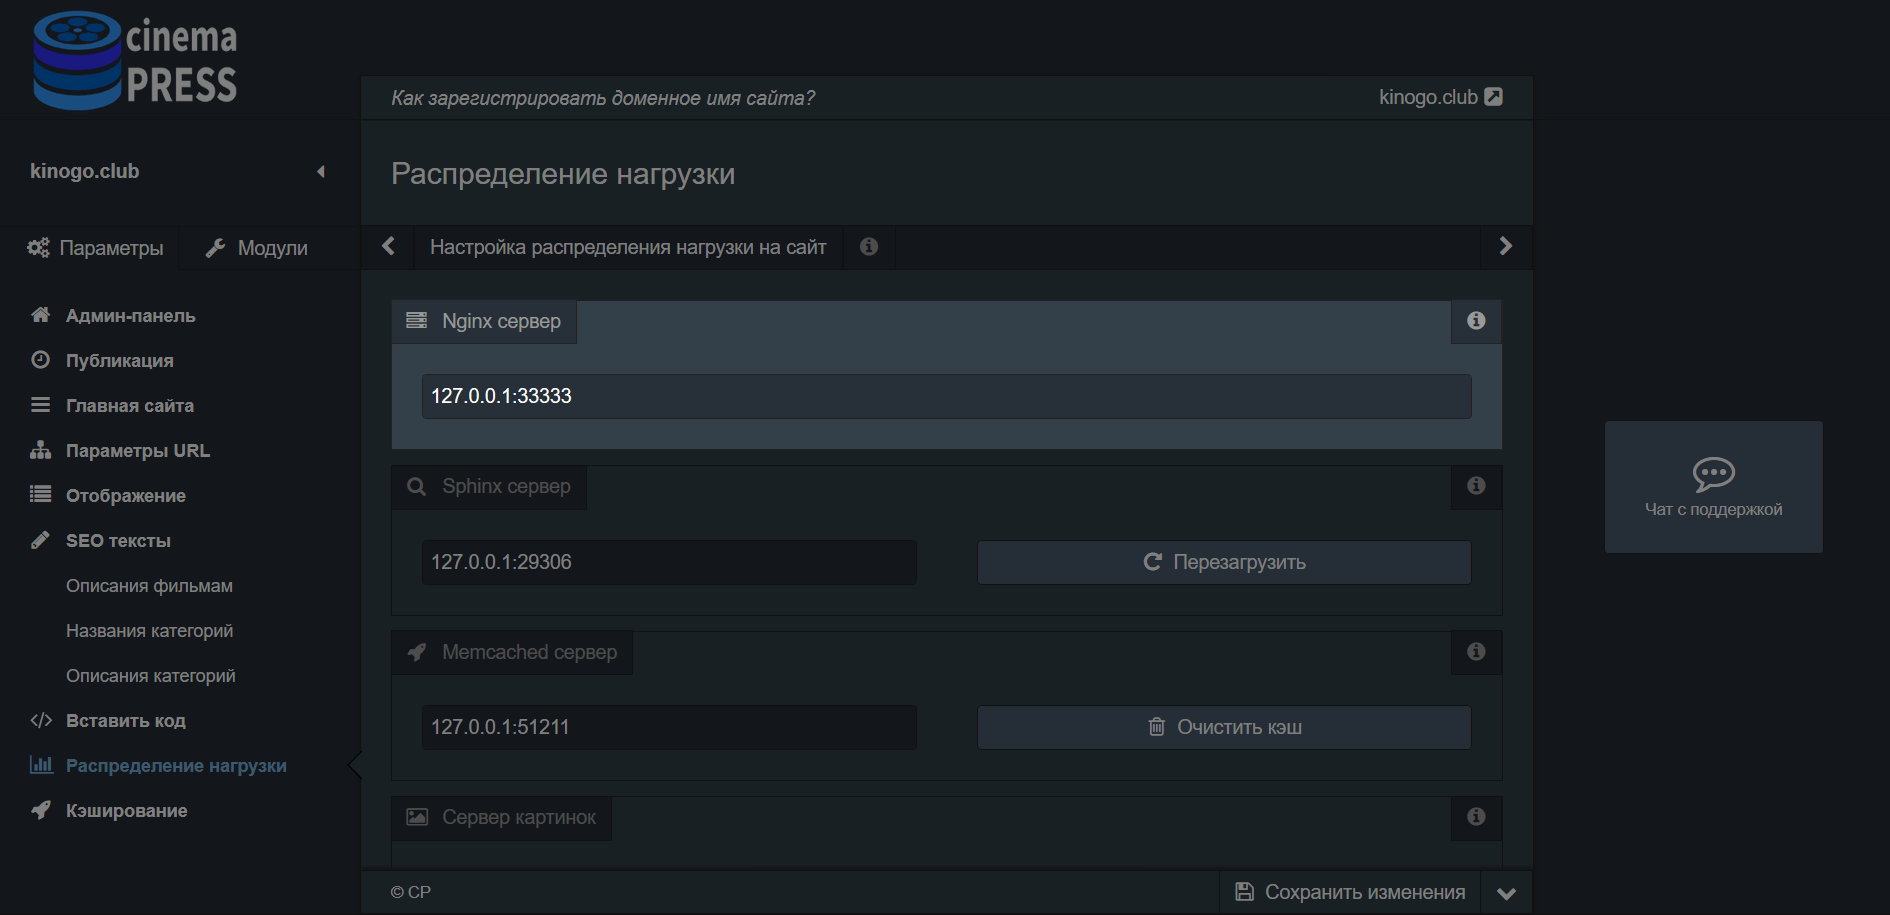 cinema
PRESS
Как зарегистрировать доменное имя сайта?
kinogo.club
kinogo.club
Распределение нагрузки
Параметры
Модули
Настройка распределения нагрузки на сайт
Админ-панель
Публикация
Главная сайта
Параметры URL
Отображение
SEO тексты
Описания фильмам
Названия категорий
Описания категорий
Вставить код
Распределение нагрузки
Кэширование
Nginx сервер
127.0.0.1:33333
Sphinx сервер
127.0.0.1:29306
Перезагрузить
Memcached сервер
127.0.0.1:51211
Очистить кэш
Сервер картинок
© CP
Сохранить изменения
Чат с поддержкой